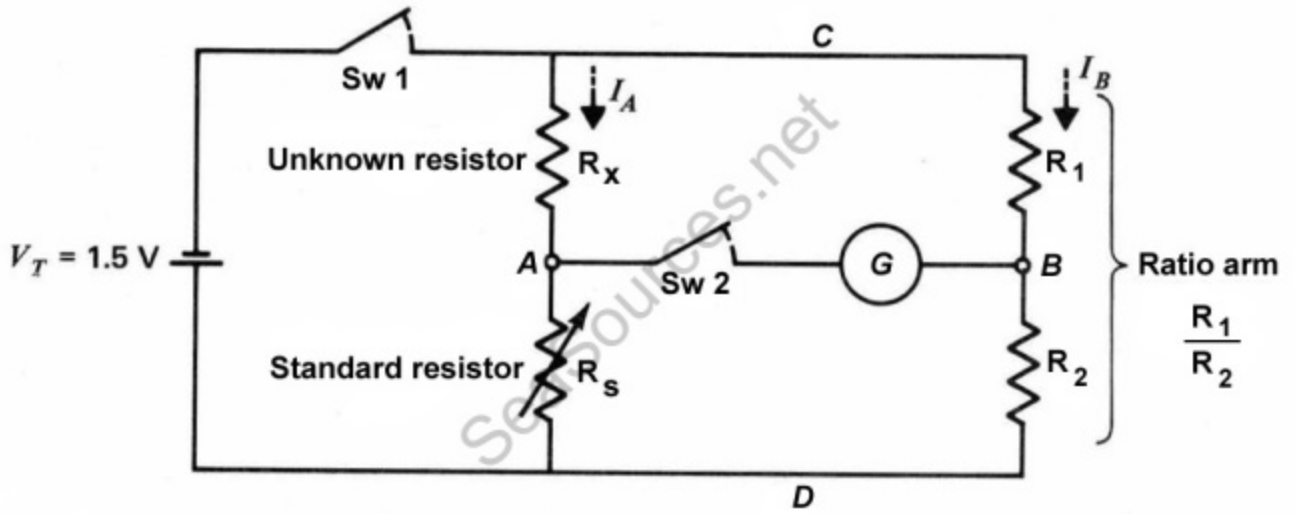 C
Sw 1
I_A
I_B
Unknown resistor
R_x
R_1
V_T = 1.5 V
A
Sw 2
G
B
Ratio arm
R_1
R_2
Standard resistor
R_s
R_2
D
SeaSources.net